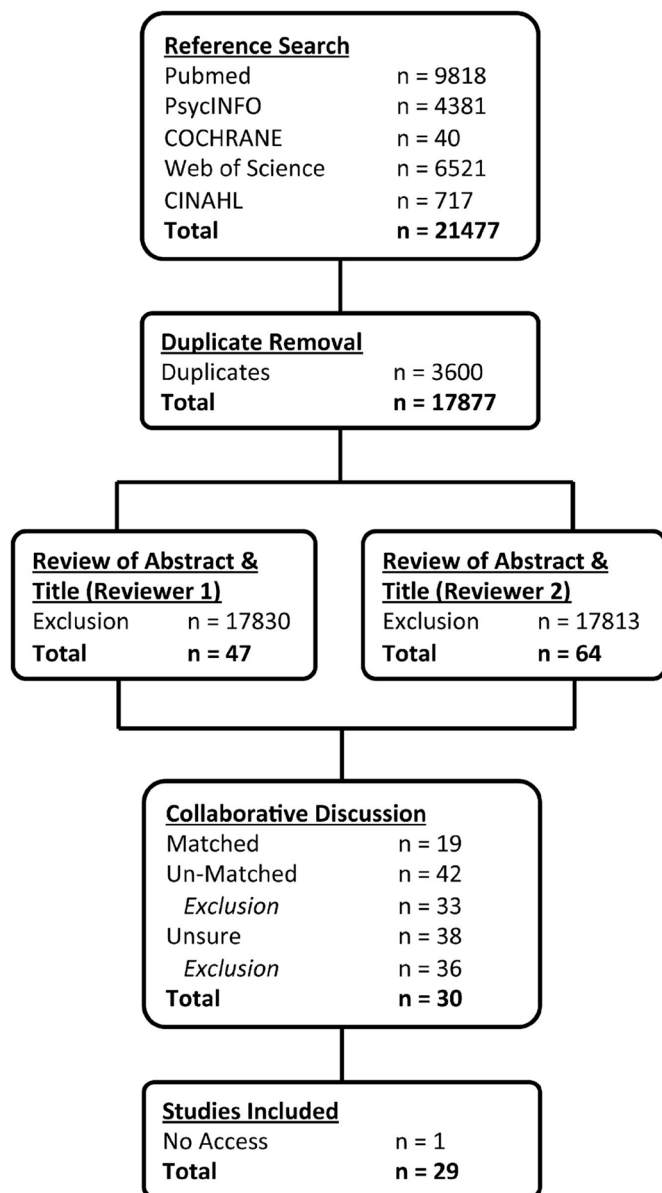 Reference Search
Pubmed n = 9818
PsycINFO n = 4381
COCHRANE n = 40
Web of Science n = 6521
CINAHL n = 717
Total n = 21477
Duplicate Removal
Duplicates n = 3600
Total n = 17877
Review of Abstract &
Title (Reviewer 1)
Exclusion n = 17830
Total n = 47
Review of Abstract &
Title (Reviewer 2)
Exclusion n = 17813
Total n = 64
Collaborative Discussion
Matched n = 19
Un-Matched n = 42
Exclusion n = 33
Unsure n = 38
Exclusion n = 36
Total n = 30
Studies Included
No Access n = 1
Total n = 29